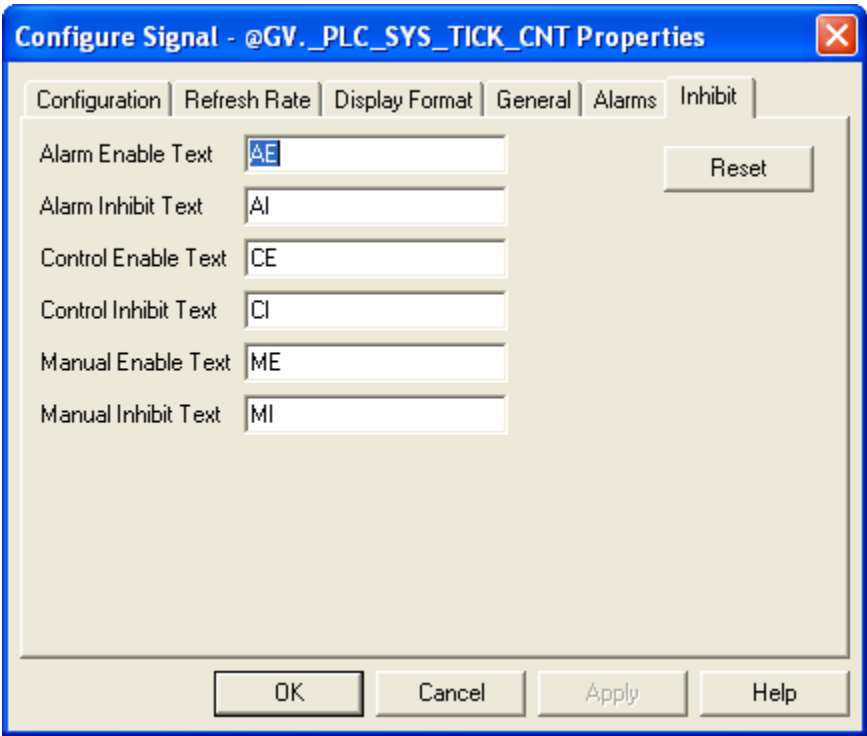 Configure Signal - @GV._PLC_SYS_TICK_CNT Properties
Configuration Refresh Rate Display Format General Alarms Inhibit
Alarm Enable Text AE Reset
Alarm Inhibit Text AI
Control Enable Text CE
Control Inhibit Text CI
Manual Enable Text ME
Manual Inhibit Text MI
OK Cancel Apply Help